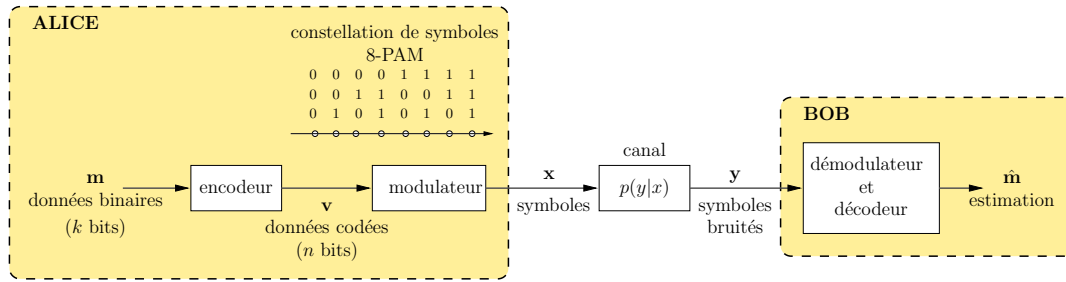 ALICE
constellation de symboles
8-PAM
0 0 0 0 1 1 1 1
0 0 1 1 0 0 1 1
0 1 0 1 0 1 0 1
m
données binaires
(k bits)
encodeur
v
données codées
(n bits)
modulateur
x
symboles
canal
p(y|x)
y
symboles
bruités
BOB
démodulateur
et
décodeur
m̂
estimation